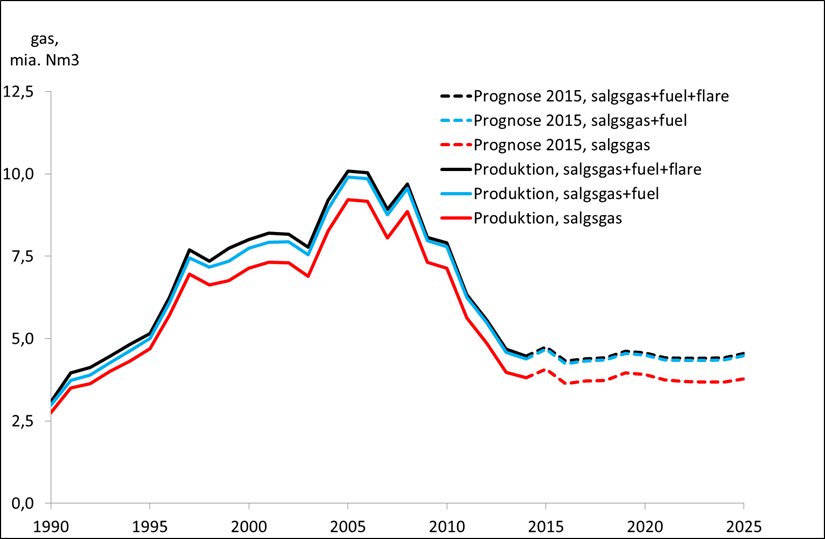 gas,
mia. Nm3
12,5
10,0
7,5
5,0
2,5
0,0
Prognose 2015, salgsgas+fuel+flare
Prognose 2015, salgsgas+fuel
Prognose 2015, salgsgas
Produktion, salgsgas+fuel+flare
Produktion, salgsgas+fuel
Produktion, salgsgas
1990 1995 2000 2005 2010 2015 2020 2025